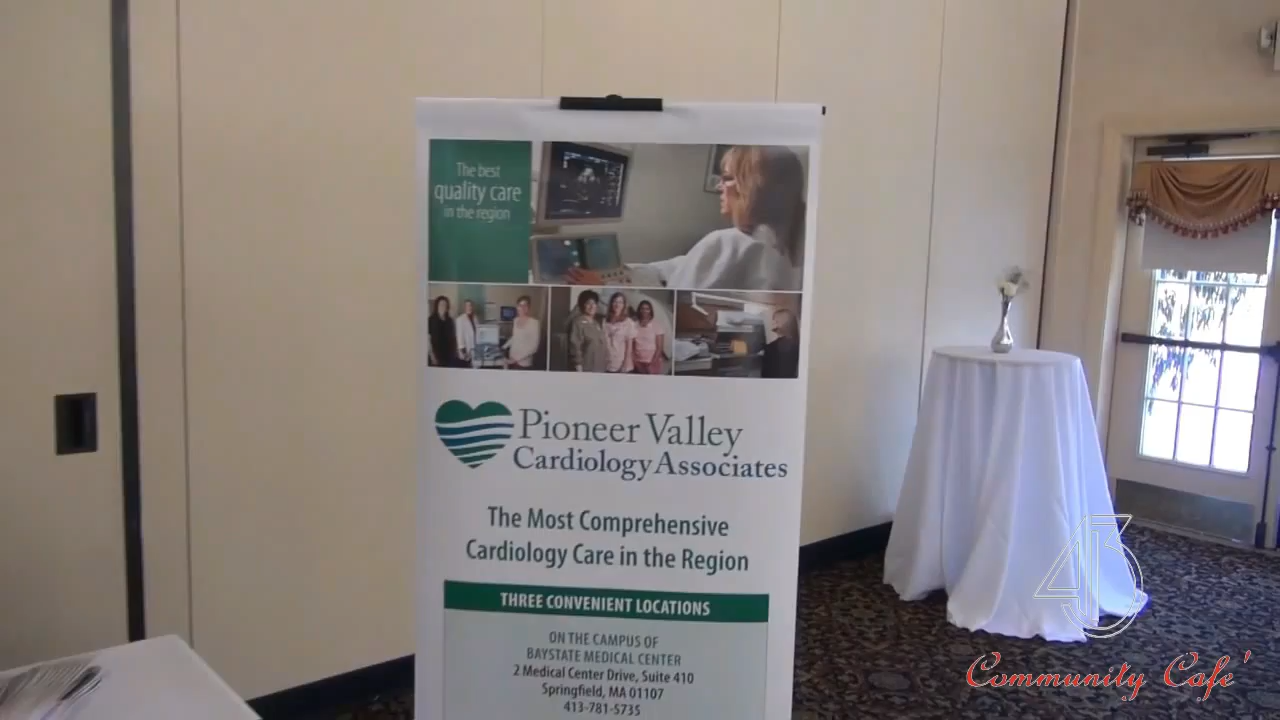 The best
quality care
in the region
Pioneer Valley
Cardiology Associates
The Most Comprehensive
Cardiology Care in the Region
THREE CONVENIENT LOCATIONS
ON THE CAMPUS OF
BAYSTATE MEDICAL CENTER
2 Medical Center Drive, Suite 410
Springfield, MA 01107
413-781-5735
413
Community Cafe'